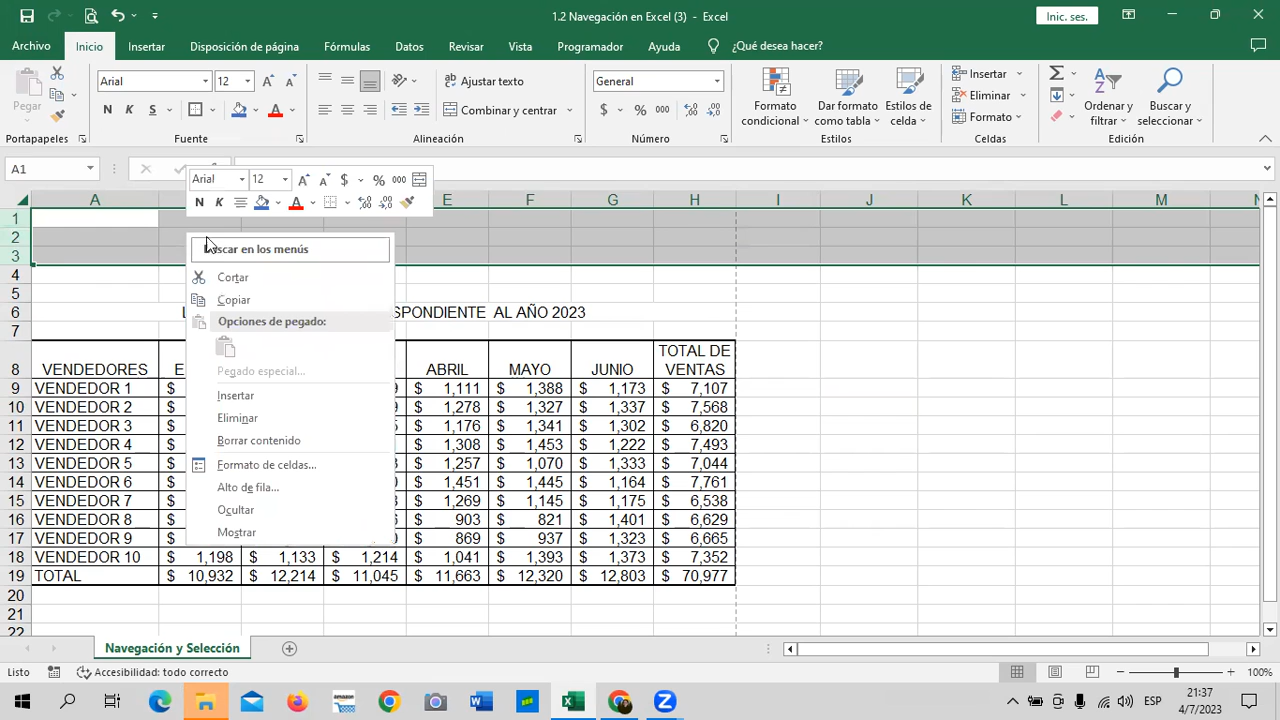 1.2 Navegación en Excel (3) - Excel
Inic. ses.
Archivo Inicio Insertar Disposición de página Fórmulas Datos Revisar Vista Programador Ayuda ¿Qué desea hacer?
Pegar
Portapapeles
Arial 12
N K S
Fuente
Ajustar texto
Combinar y centrar
Alineación
General
$ % 000
Número
Formato condicional
Dar formato como tabla
Estilos de celda
Estilos
Insertar
Eliminar
Formato
Celdas
Ordenar y filtrar
Buscar y seleccionar
Edición
A1
Arial 12 $ % 000
N K
A E F G H I J K L M N
1
2
3
4
5
6 SPONDIENTE AL AÑO 2023
7
8 VENDEDORES E ABRIL MAYO JUNIO TOTAL DE VENTAS
9 VENDEDOR 1 $ $ 1,111 $ 1,388 $ 1,173 $ 7,107
10 VENDEDOR 2 $ $ 1,278 $ 1,327 $ 1,337 $ 7,568
11 VENDEDOR 3 $ $ 1,176 $ 1,341 $ 1,302 $ 6,820
12 VENDEDOR 4 $ $ 1,308 $ 1,453 $ 1,222 $ 7,493
13 VENDEDOR 5 $ $ 1,257 $ 1,070 $ 1,333 $ 7,044
14 VENDEDOR 6 $ $ 1,451 $ 1,445 $ 1,164 $ 7,761
15 VENDEDOR 7 $ $ 1,269 $ 1,145 $ 1,175 $ 6,538
16 VENDEDOR 8 $ $ 903 $ 821 $ 1,401 $ 6,629
17 VENDEDOR 9 $ $ 869 $ 937 $ 1,323 $ 6,665
18 VENDEDOR 10 $ 1,198 $ 1,133 $ 1,214 $ 1,041 $ 1,393 $ 1,373 $ 7,352
19 TOTAL $ 10,932 $ 12,214 $ 11,045 $ 11,663 $ 12,320 $ 12,803 $ 70,977
20
21
22
Buscar en los menús
Cortar
Copiar
Opciones de pegado:
Pegado especial...
Insertar
Eliminar
Borrar contenido
Formato de celdas...
Alto de fila...
Ocultar
Mostrar
Navegación y Selección
Listo Accesibilidad: todo correcto 100%
ESP 21:37
4/7/2023